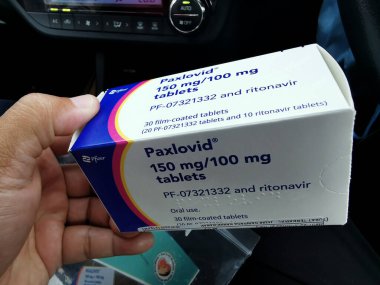 Paxlovid®
150 mg/100 mg
tablets
PF-07321332 and ritonavir
30 film-coated tablets
(20 PF-07321332 tablets and 10 ritonavir tablets)
Pfizer
Paxlovid®
150 mg/100 mg
tablets
PF-07321332 and ritonavir
Oral use.
30 film-coated tablets